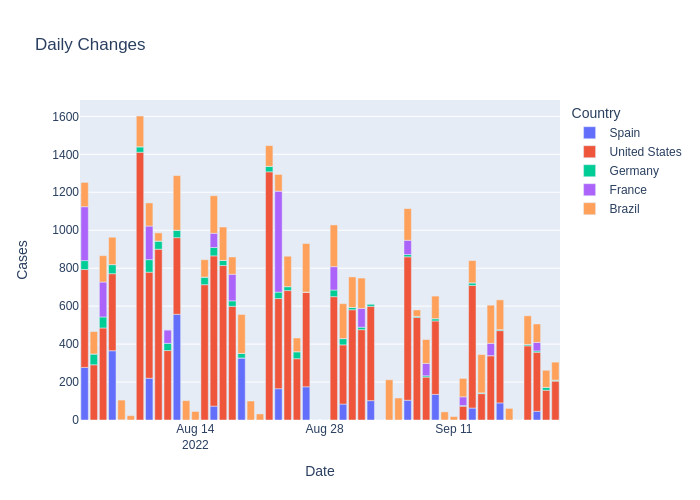 Daily Changes
Country
Spain
United States
Germany
France
Brazil
Cases
1600
1400
1200
1000
800
600
400
200
0
Aug 14
2022
Aug 28
Sep 11
Date